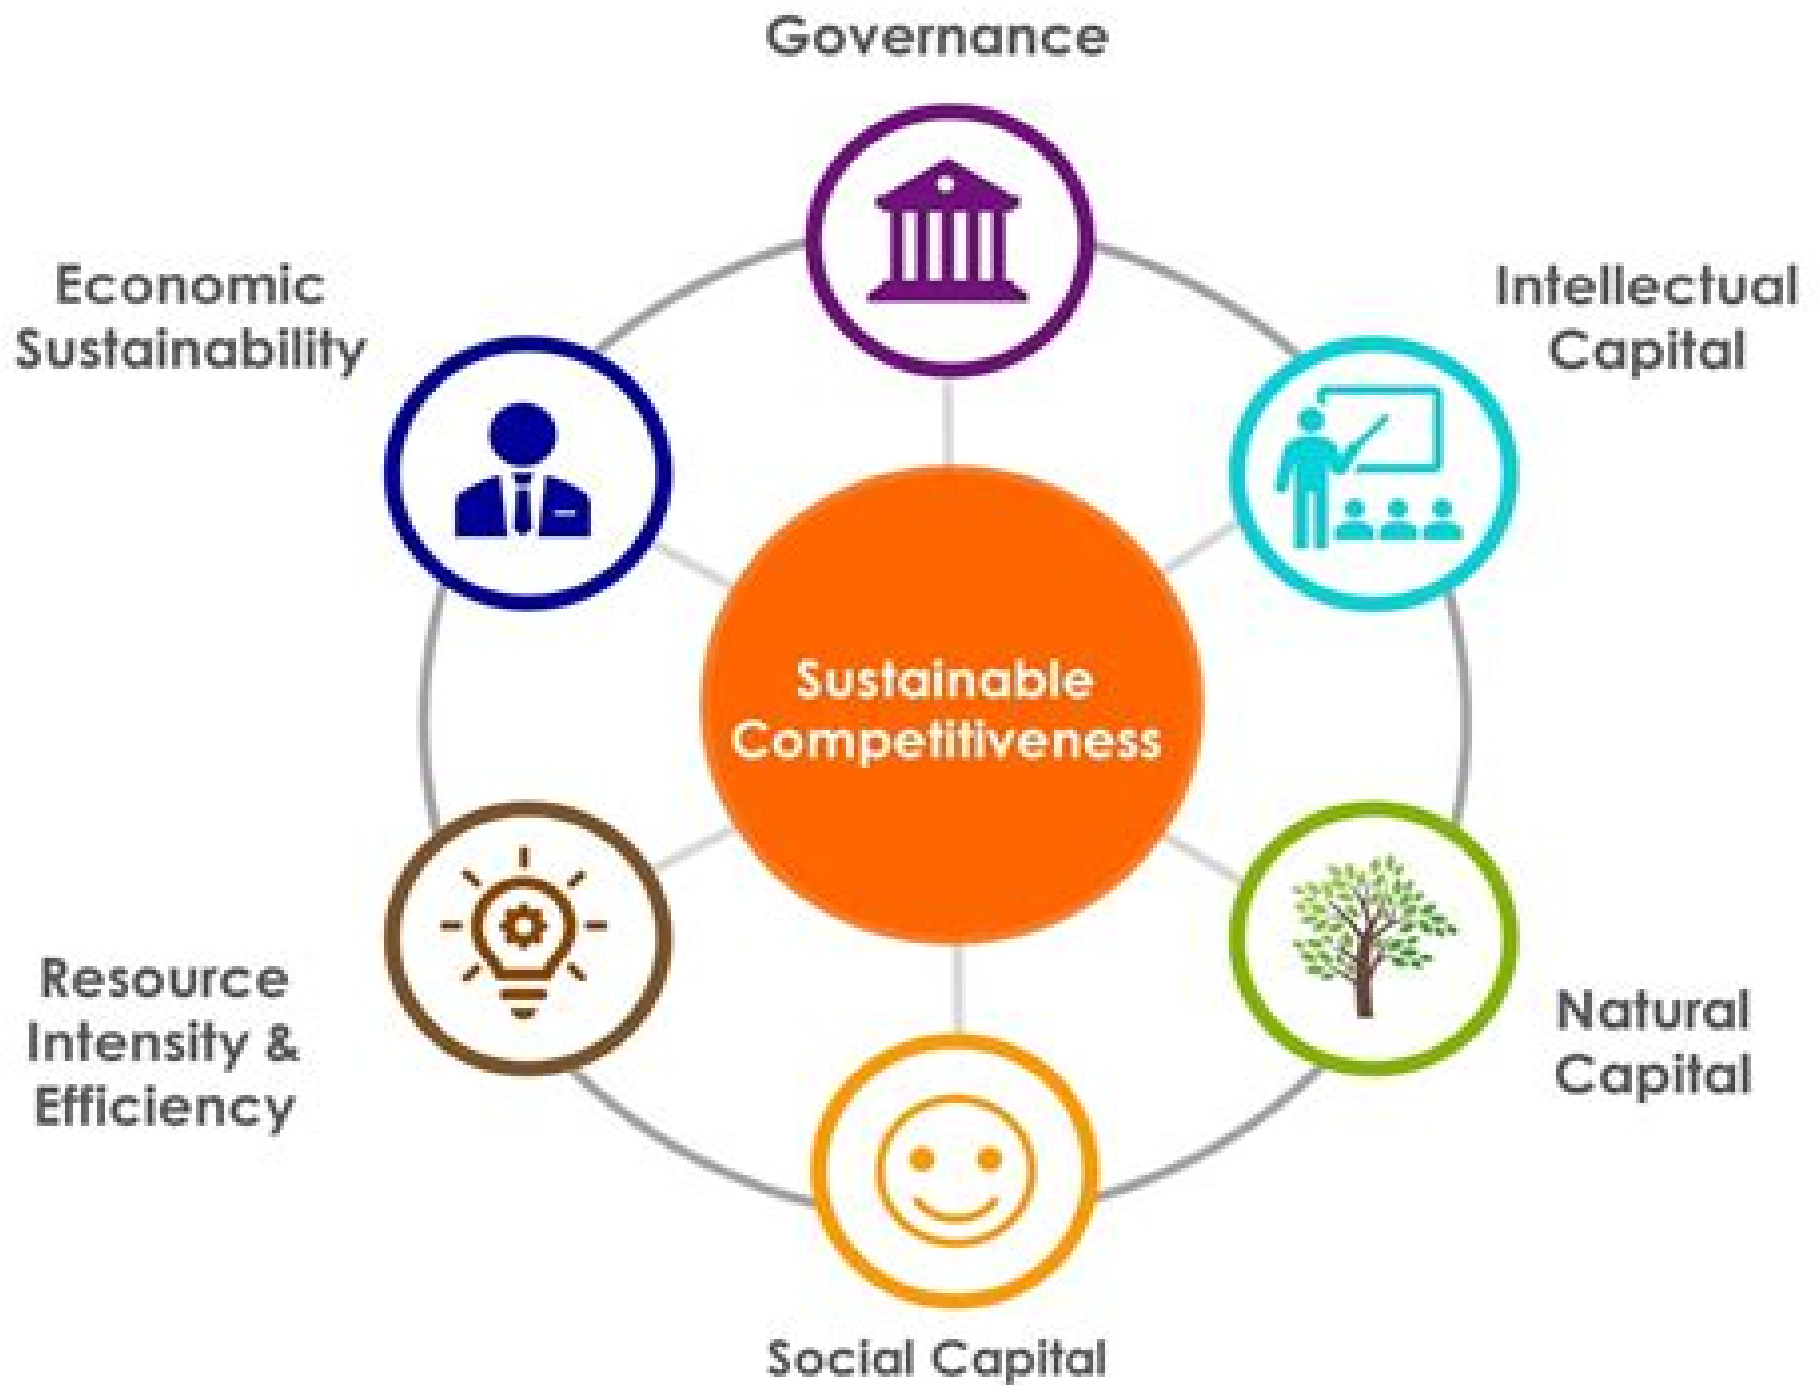 Governance
Economic
Sustainability
Intellectual
Capital
Sustainable
Competitiveness
Resource
Intensity &
Efficiency
Natural
Capital
Social Capital